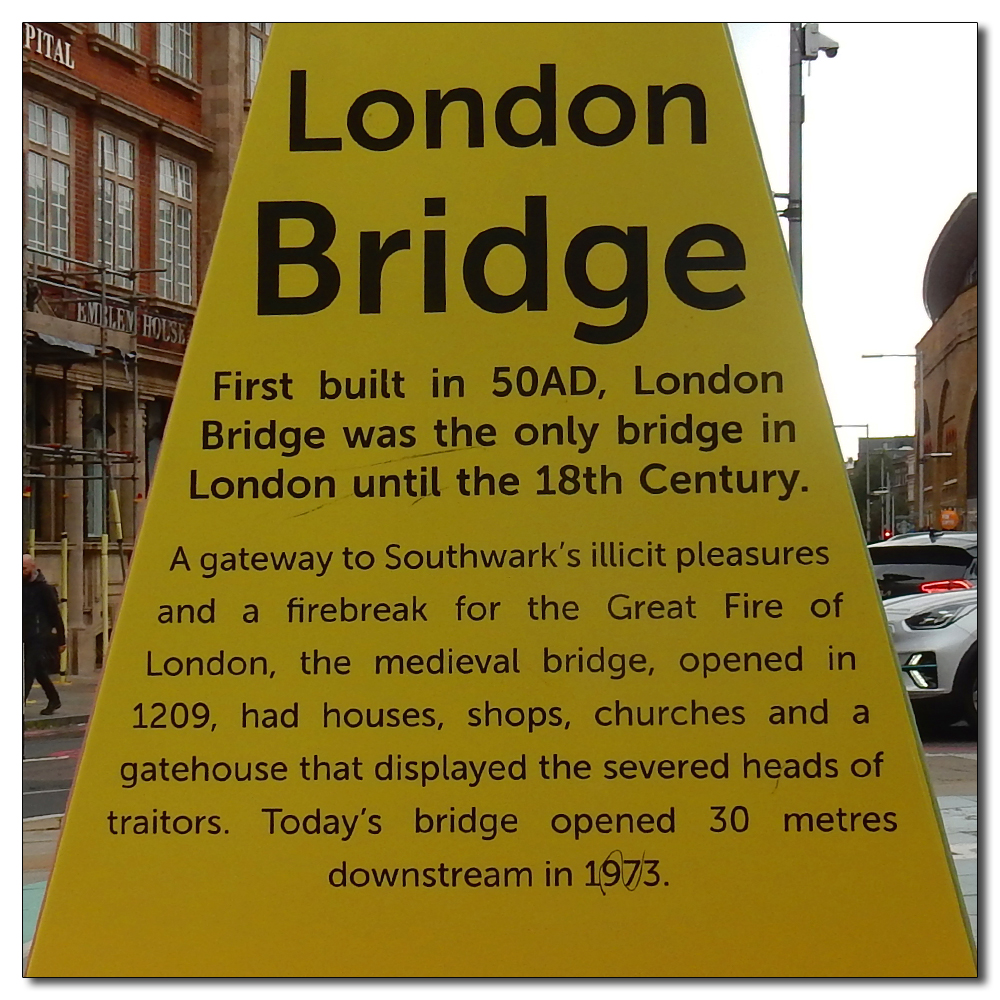 PITAL
EMBLEM HOUSE
London
Bridge
First built in 50AD, London
Bridge was the only bridge in
London until the 18th Century.
A gateway to Southwark's illicit pleasures
and a firebreak for the Great Fire of
London, the medieval bridge, opened in
1209, had houses, shops, churches and a
gatehouse that displayed the severed heads of
traitors. Today's bridge opened 30 metres
downstream in 1973.